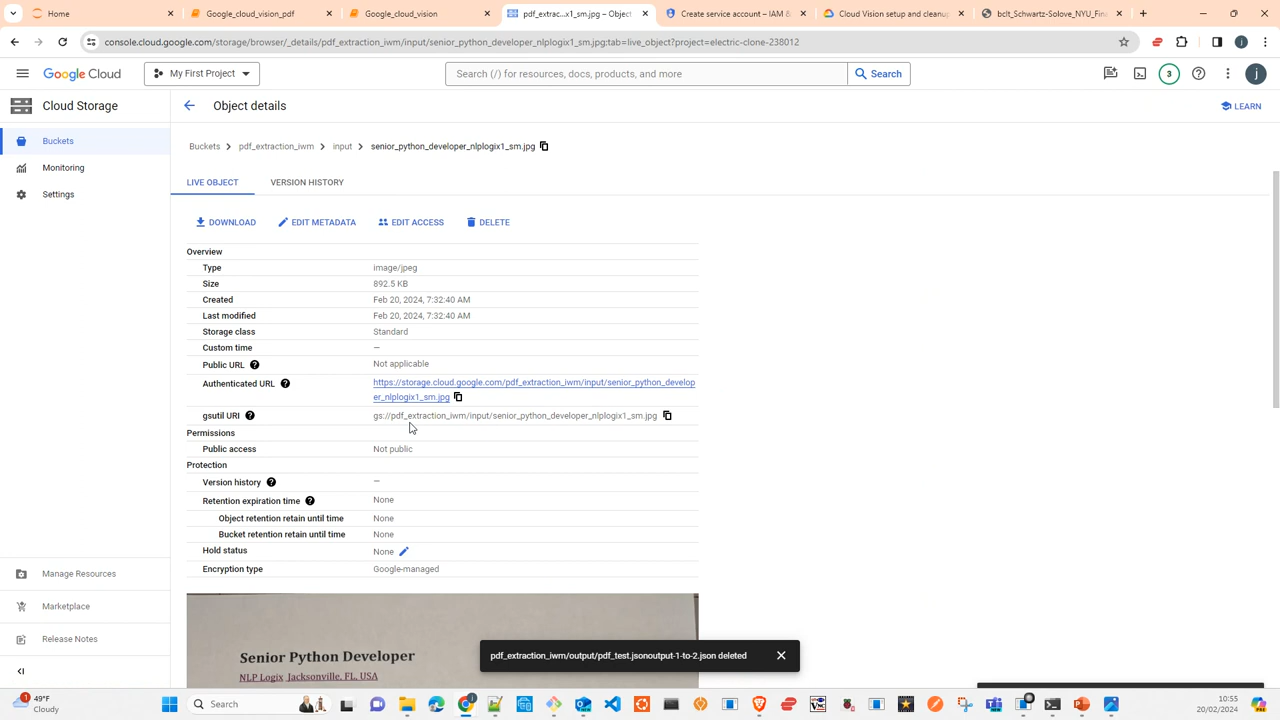 Google_cloud_vision_pdf
Google_cloud_vision
pdf_extrac...x1_sm.jpg – Object
Create service account – IAM &
Cloud Vision setup and cleanup
bclt_Schwartz-Solove_NYU_Fina
console.cloud.google.com/storage/browser/_details/pdf_extraction_iwm/input/senior_python_developer_nlplogix1_sm.jpg;tab=live_object?project=electric-clone-238012
Google Cloud
My First Project
Search (/) for resources, docs, products, and more
Search
3
j
Cloud Storage
Object details
LEARN
Buckets
Monitoring
Settings
Buckets > pdf_extraction_iwm > input > senior_python_developer_nlplogix1_sm.jpg
LIVE OBJECT
VERSION HISTORY
DOWNLOAD
EDIT METADATA
EDIT ACCESS
DELETE
Overview
Type image/jpeg
Size 892.5 KB
Created Feb 20, 2024, 7:32:40 AM
Last modified Feb 20, 2024, 7:32:40 AM
Storage class Standard
Custom time —
Public URL Not applicable
Authenticated URL https://storage.cloud.google.com/pdf_extraction_iwm/input/senior_python_develop
er_nlplogix1_sm.jpg
gsutil URI gs://pdf_extraction_iwm/input/senior_python_developer_nlplogix1_sm.jpg
Permissions
Public access Not public
Protection
Version history —
Retention expiration time None
Object retention retain until time None
Bucket retention retain until time None
Hold status None
Encryption type Google-managed
Manage Resources
Marketplace
Release Notes
Senior Python Developer
NLP Logix Jacksonville, FL, USA
pdf_extraction_iwm/output/pdf_test.jsonoutput-1-to-2.json deleted
1
49°F
Cloudy
Search
10:55
20/02/2024